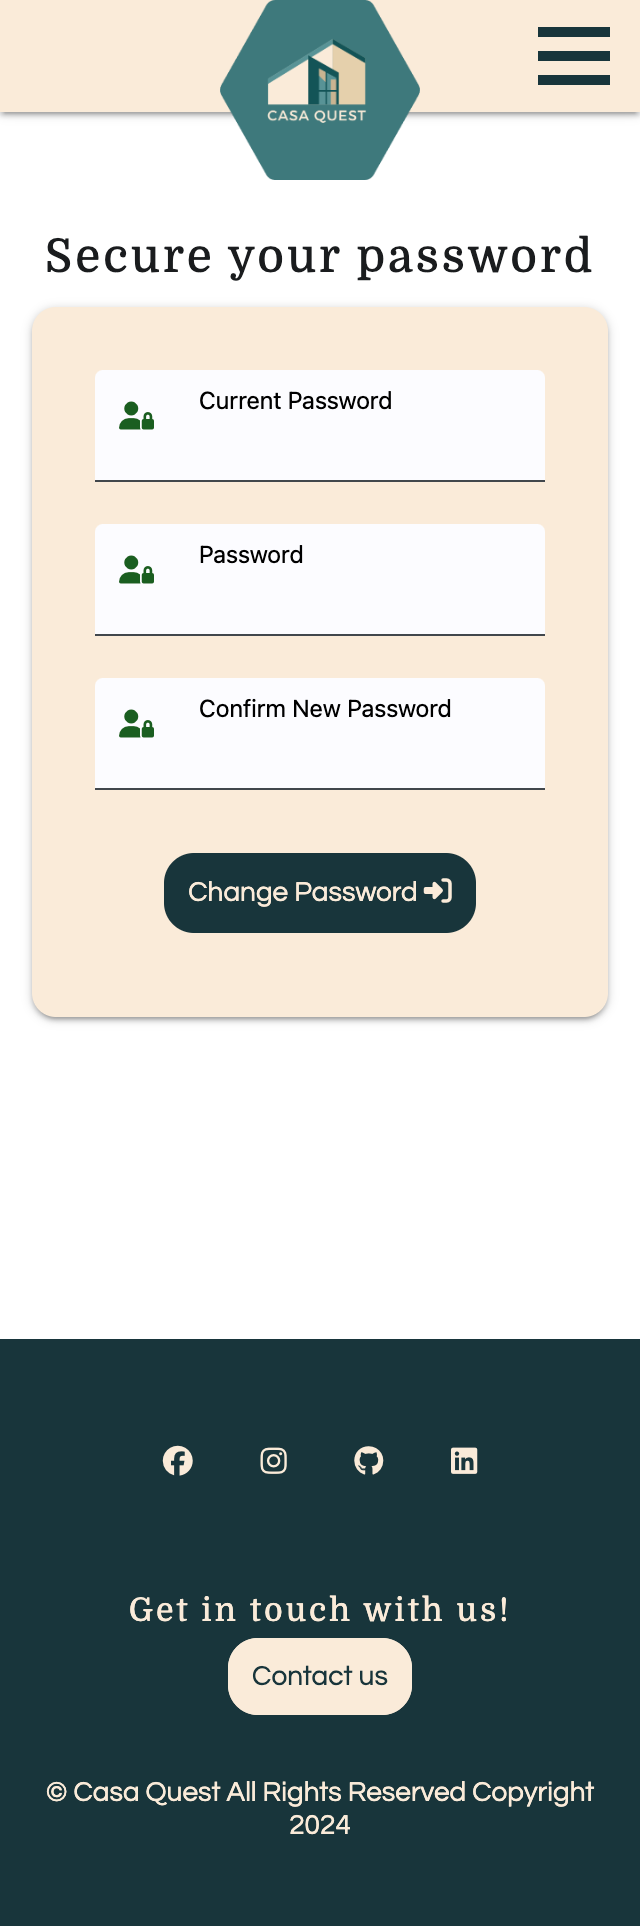 CASA QUEST
Secure your password
Current Password
Password
Confirm New Password
Change Password
Get in touch with us!
Contact us
© Casa Quest All Rights Reserved Copyright
2024